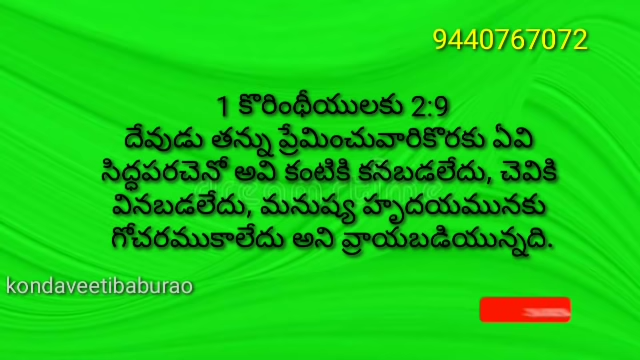 9440767072
1 కొరింథీయులకు 2:9
దేవుడు తన్ను ప్రేమించువారికొరకు ఏవి
సిద్ధపరచెనో అవి కంటికి కనబడలేదు, చెవికి
వినబడలేదు, మనుష్య హృదయమునకు
గోచరముకాలేదు అని వ్రాయబడియున్నది.
kondaveetibaburao